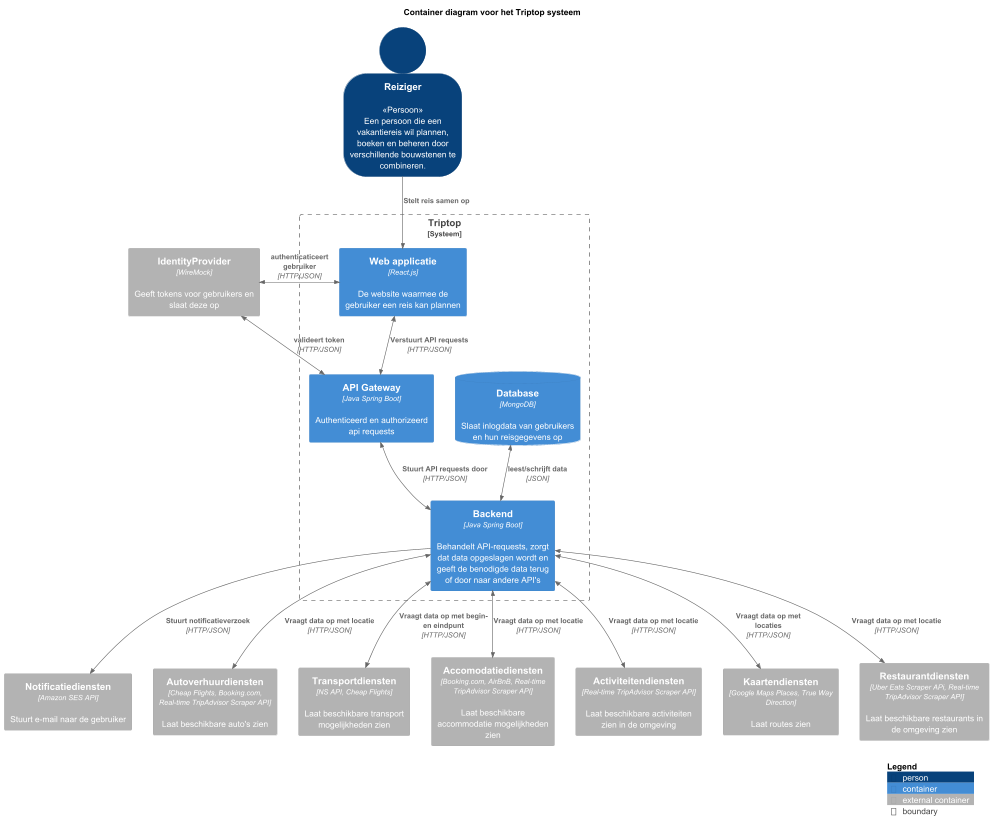 Container diagram voor het Triptop systeem
Reiziger
«Persoon»
Een persoon die een
vakantiereis wil plannen,
boeken en beheren door
verschillende bouwstenen te
combineren.
Stelt reis samen op
Triptop
[Systeem]
IdentityProvider
[WireMock]
Geeft tokens voor gebruikers en
slaat deze op
authenticaticeert
gebruiker
[HTTP/JSON]
Web applicatie
[React.js]
De website waarmee de
gebruiker een reis kan plannen
valideert token
[HTTP/JSON]
Verstuurt API requests
[HTTP/JSON]
API Gateway
[Java Spring Boot]
Authenticeerd en authorizeerd
api requests
Database
[MongoDB]
Slaat inlogdata van gebruikers
en hun reisgegevens op
Stuurt API requests door
[HTTP/JSON]
leest/schrijft data
[JSON]
Backend
[Java Spring Boot]
Behandelt API-requests, zorgt
dat data opgeslagen wordt en
geeft de benodigde data terug
of door naar andere API's
Stuurt notificatieverzoek
[HTTP/JSON]
Vraagt data op met locatie
[HTTP/JSON]
Vraagt data op met begin-
en eindpunt
[HTTP/JSON]
Vraagt data op met locatie
[HTTP/JSON]
Vraagt data op met locatie
[HTTP/JSON]
Vraagt data op met
locaties
[HTTP/JSON]
Vraagt data op met locatie
[HTTP/JSON]
Notificatiediensten
[Amazon SES API]
Stuurt e-mail naar de gebruiker
Autoverhuurdiensten
[Cheap Flights, Booking.com,
Real-time TripAdvisor Scraper API]
Laat beschikbare auto's zien
Transportdiensten
[NS API, Cheap Flights]
Laat beschikbare transport
mogelijkheden zien
Accomodatiediensten
[Booking.com, AirBnB, Real-time
TripAdvisor Scraper API]
Laat beschikbare
accommodatie mogelijkheden
zien
Activiteitendiensten
[Real-time TripAdvisor Scraper API]
Laat beschikbare activiteiten
zien in de omgeving
Kaartendiensten
[Google Maps Places, True Way
Direction]
Laat routes zien
Restaurantdiensten
[Uber Eats Scraper APi, Real-time
TripAdvisor Scraper API]
Laat beschikbare restaurants in
de omgeving zien
Legend
person
container
external container
boundary